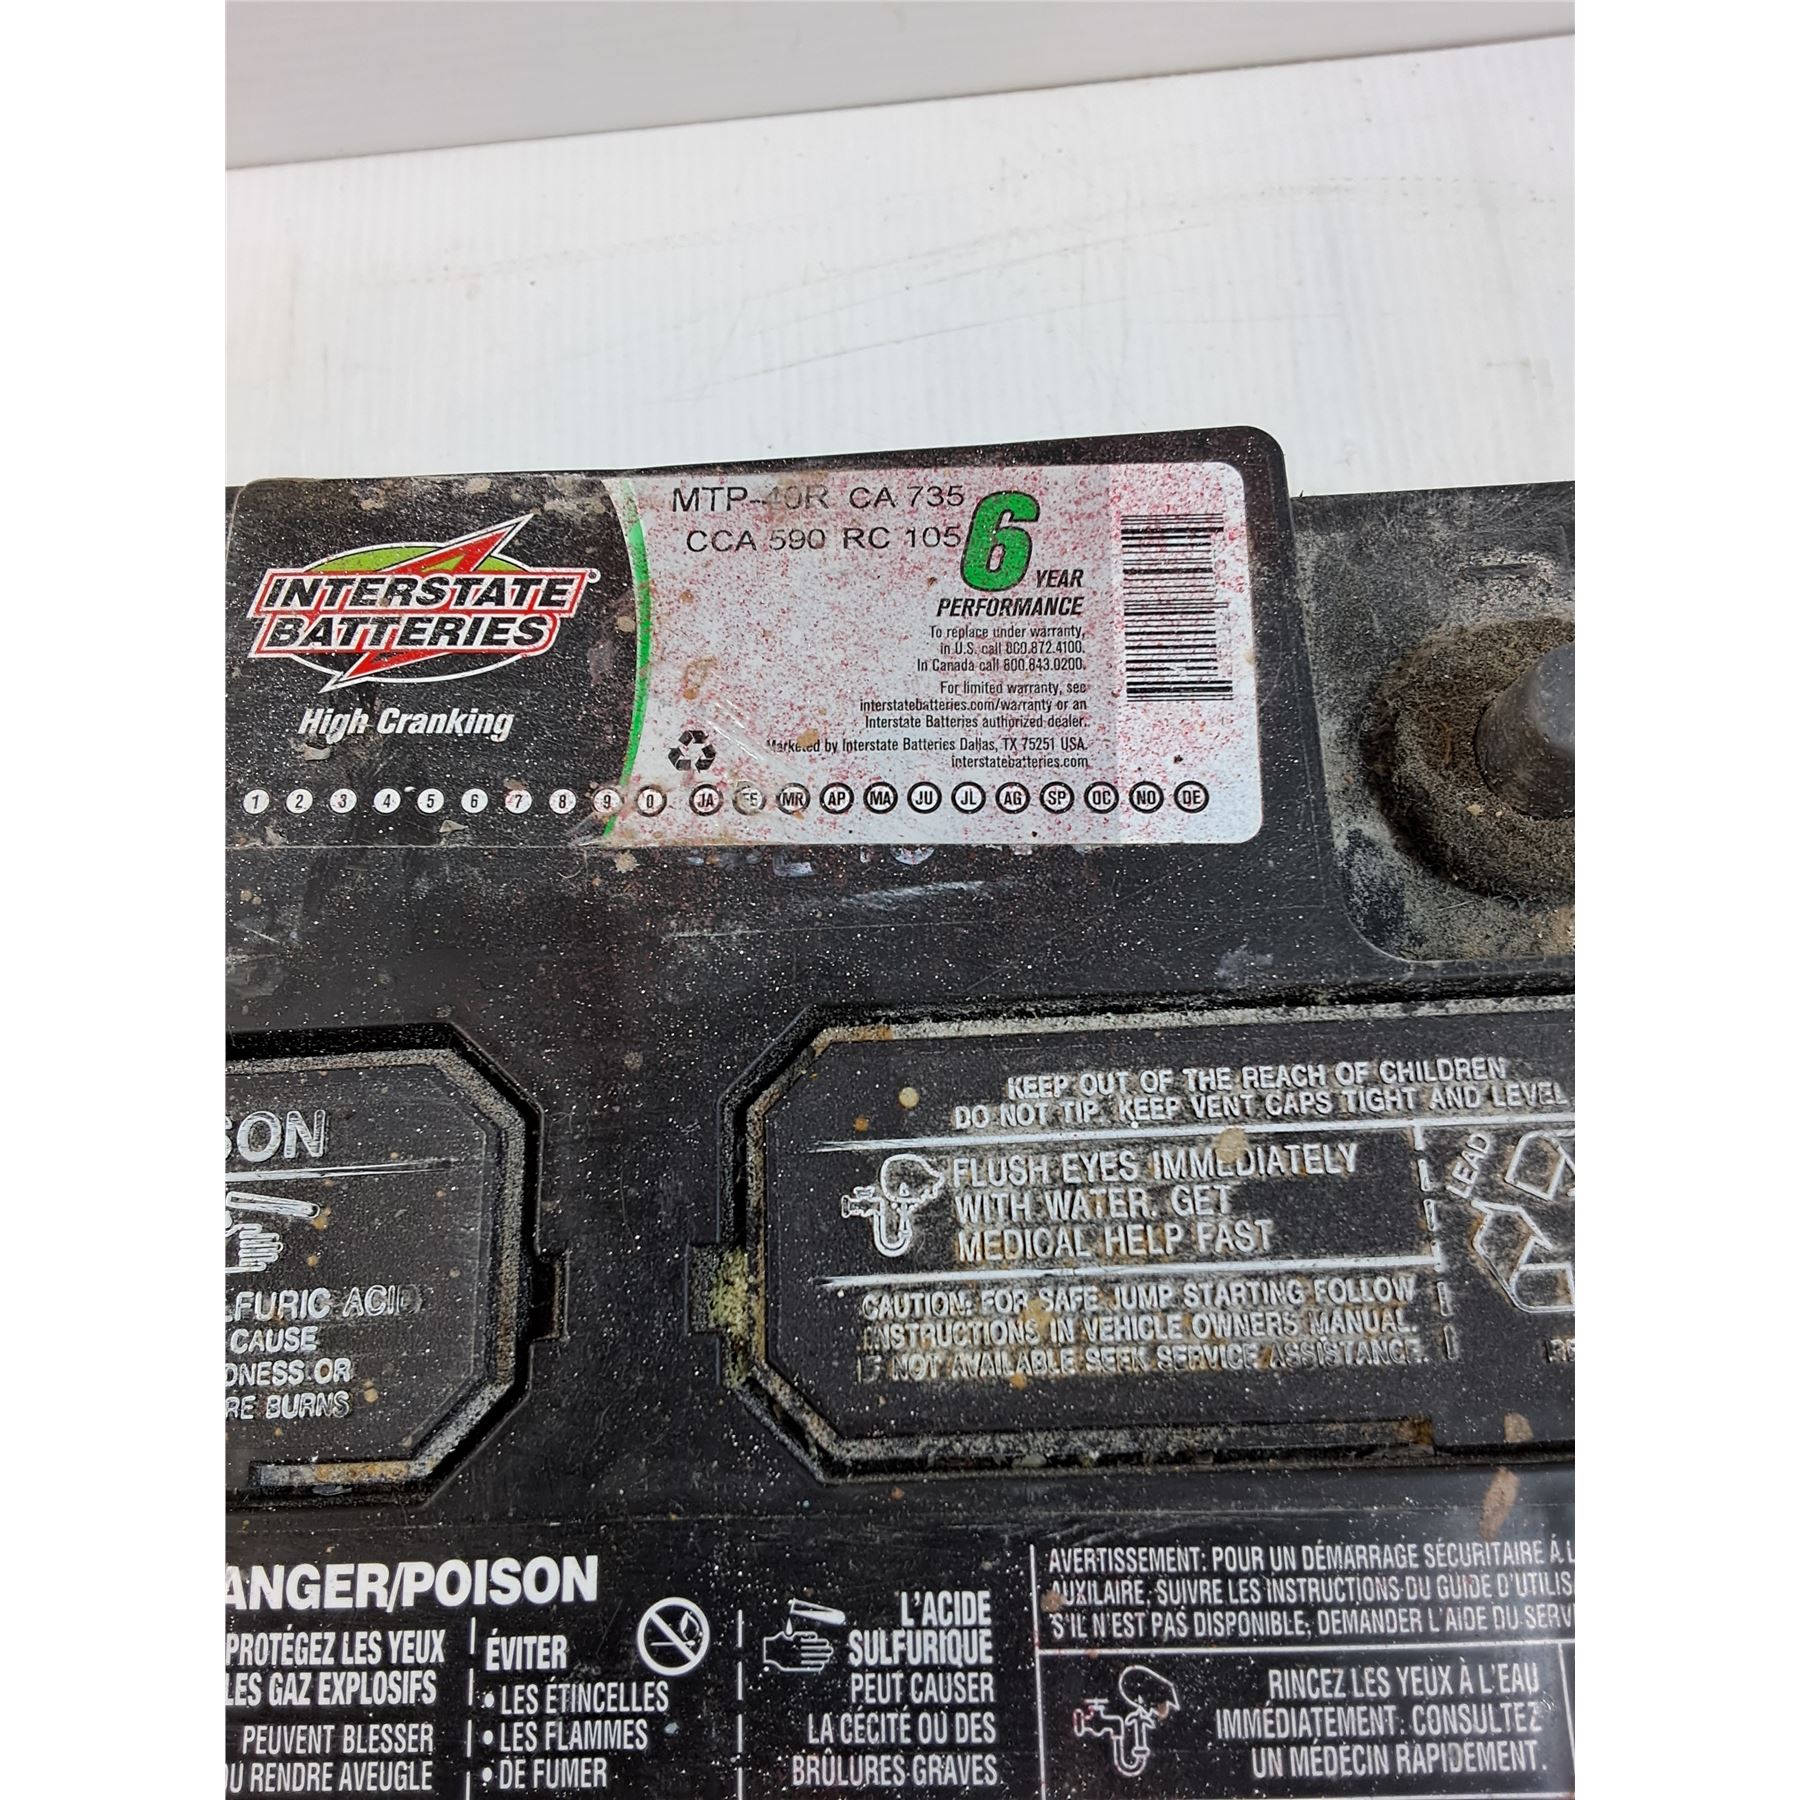 MTP-40R CA 735
CCA 590 RC 105
6
YEAR
PERFORMANCE
INTERSTATE
BATTERIES
High Cranking
To replace under warranty,
in U.S. call 800.872.4100.
In Canada call 800.843.0200.
For limited warranty, see
interstatebatteries.com/warranty or an
Interstate Batteries authorized dealer.
Marketed by Interstate Batteries Dallas, TX 75251 USA.
interstatebatteries.com
1 2 3 4 5 6 7 8 9 0 JA FE MR AP MA JU JL AG SP OC NO DE
SON
LFURIC ACID
CAUSE
DNESS OR
RE BURNS
KEEP OUT OF THE REACH OF CHILDREN
DO NOT TIP. KEEP VENT CAPS TIGHT AND LEVEL
FLUSH EYES IMMEDIATELY
WITH WATER. GET
MEDICAL HELP FAST
LEAD
CAUTION: FOR SAFE JUMP STARTING FOLLOW
INSTRUCTIONS IN VEHICLE OWNERS MANUAL.
IF NOT AVAILABLE SEEK SERVICE ASSISTANCE.
ANGER/POISON
PROTÉGEZ LES YEUX
LES GAZ EXPLOSIFS
PEUVENT BLESSER
OU RENDRE AVEUGLE
ÉVITER
• LES ÉTINCELLES
• LES FLAMMES
• DE FUMER
L'ACIDE
SULFURIQUE
PEUT CAUSER
LA CÉCITÉ OU DES
BRÛLURES GRAVES
AVERTISSEMENT: POUR UN DÉMARRAGE SÉCURITAIRE À L
AUXILAIRE, SUIVRE LES INSTRUCTIONS DU GUIDE D'UTILIS
S'IL N'EST PAS DISPONIBLE, DEMANDER L'AIDE DU SERV
RINCEZ LES YEUX À L'EAU
IMMÉDIATEMENT: CONSULTEZ
UN MÉDECIN RAPIDEMENT.